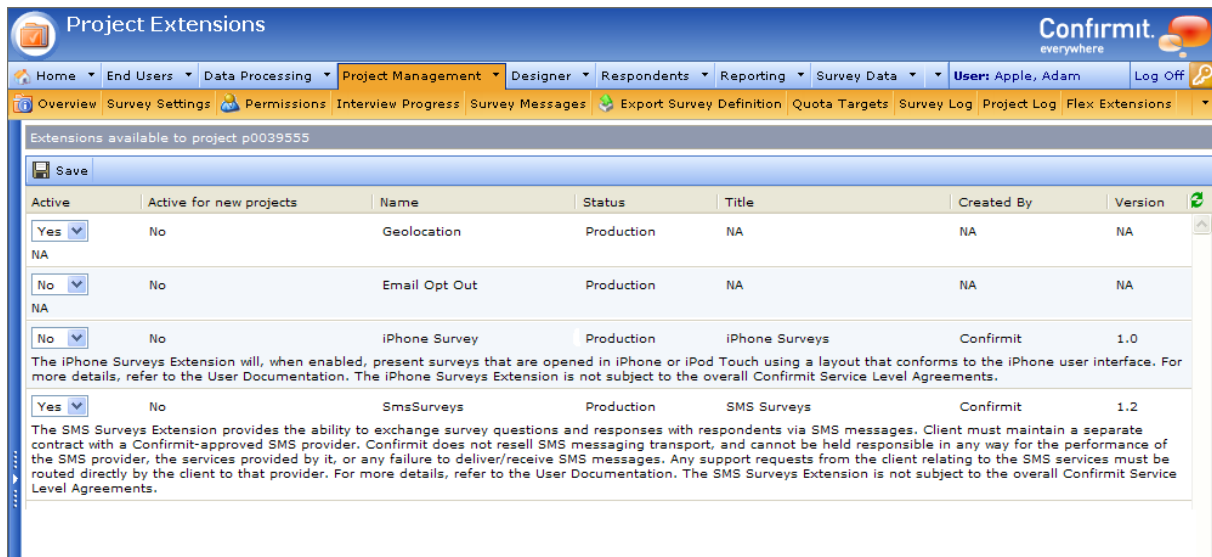 Project Extensions
Confirmit.
everywhere
Home End Users Data Processing Project Management Designer Respondents Reporting Survey Data User: Apple, Adam Log Off
Overview Survey Settings Permissions Interview Progress Survey Messages Export Survey Definition Quota Targets Survey Log Project Log Flex Extensions
Extensions available to project p0039555
Save
Active Active for new projects Name Status Title Created By Version
Yes No Geolocation Production NA NA NA
NA
No No Email Opt Out Production NA NA NA
NA
No No iPhone Survey Production iPhone Surveys Confirmit 1.0
The iPhone Surveys Extension will, when enabled, present surveys that are opened in iPhone or iPod Touch using a layout that conforms to the iPhone user interface. For
more details, refer to the User Documentation. The iPhone Surveys Extension is not subject to the overall Confirmit Service Level Agreements.
Yes No SmsSurveys Production SMS Surveys Confirmit 1.2
The SMS Surveys Extension provides the ability to exchange survey questions and responses with respondents via SMS messages. Client must maintain a separate
contract with a Confirmit-approved SMS provider. Confirmit does not resell SMS messaging transport, and cannot be held responsible in any way for the performance of
the SMS provider, the services provided by it, or any failure to deliver/receive SMS messages. Any support requests from the client relating to the SMS services must be
routed directly by the client to that provider. For more details, refer to the User Documentation. The SMS Surveys Extension is not subject to the overall Confirmit Service
Level Agreements.